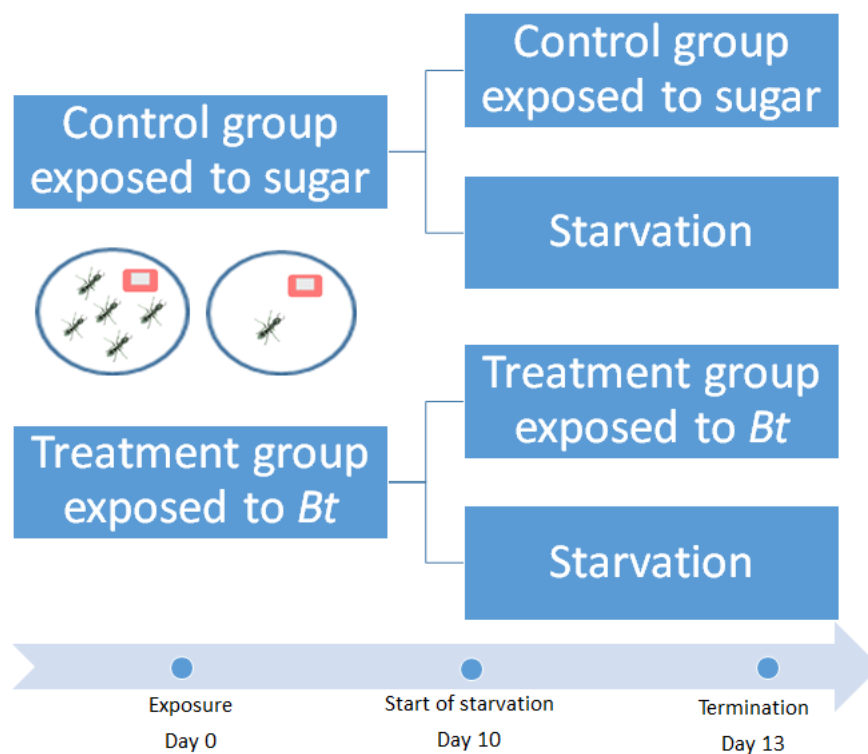 Control group
exposed to sugar
Control group
exposed to sugar
Starvation
Treatment group
exposed to Bt
Treatment group
exposed to Bt
Starvation
Exposure
Day 0
Start of starvation
Day 10
Termination
Day 13